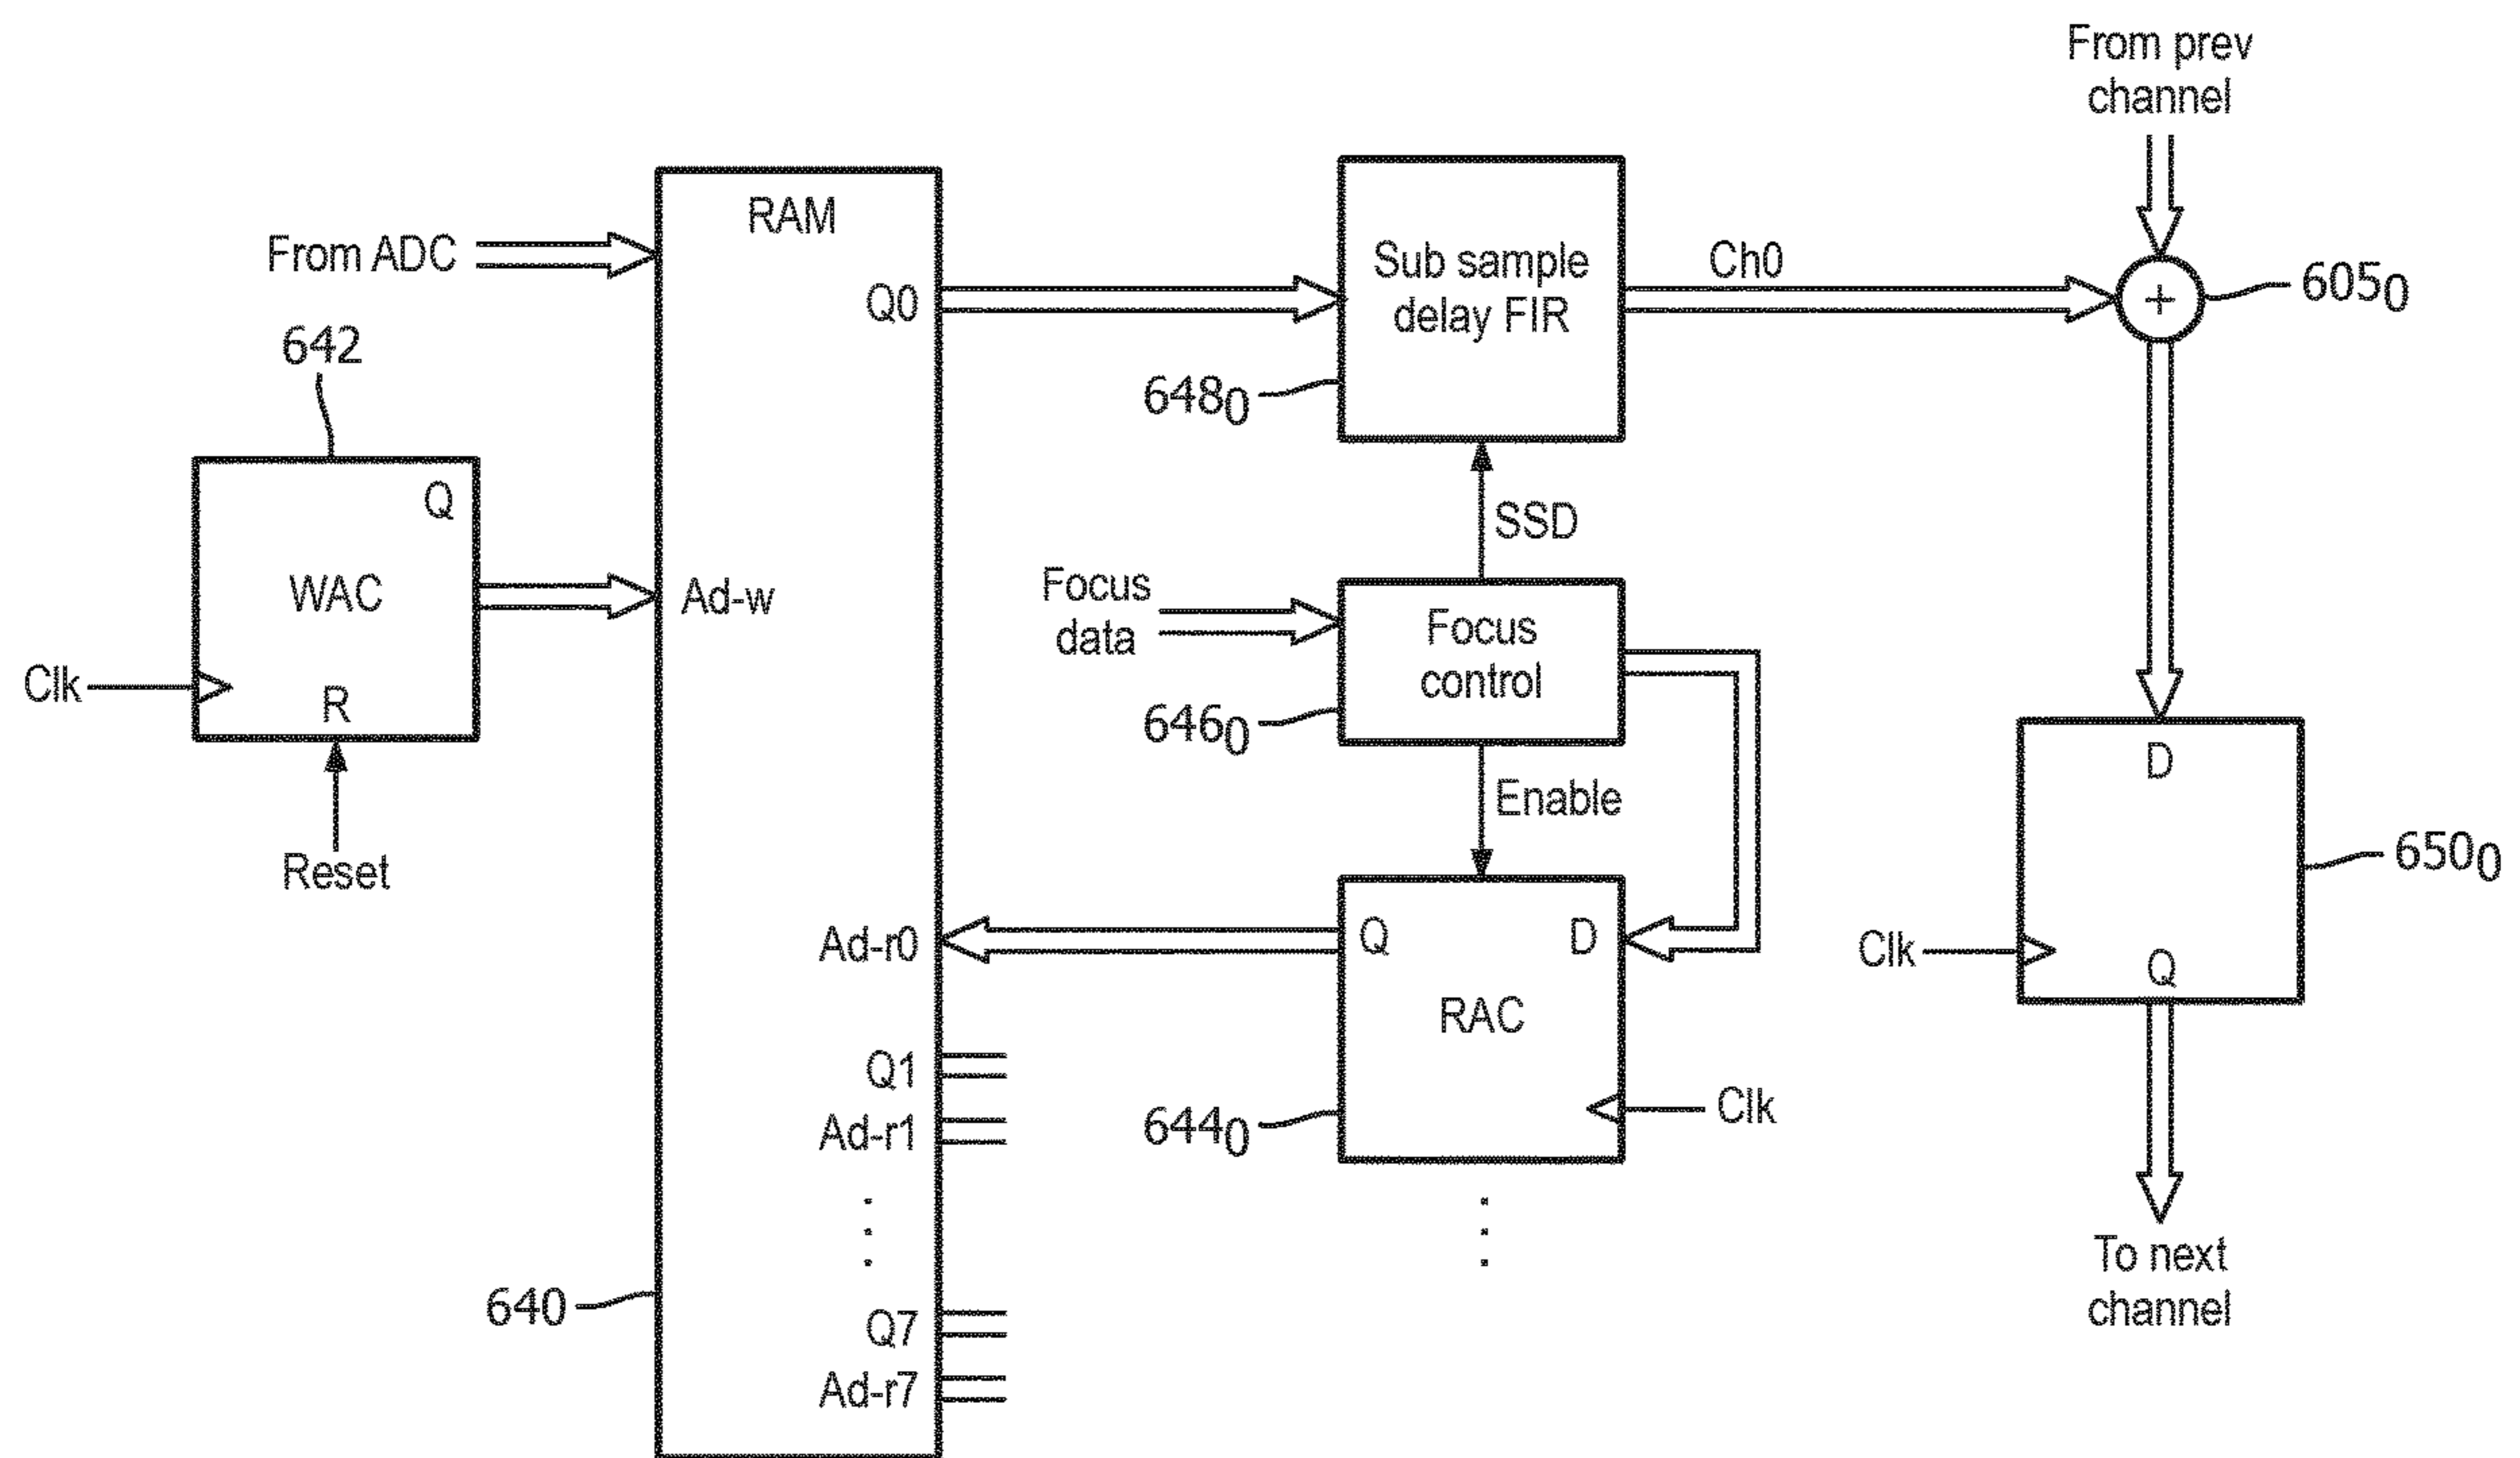 From prev
channel
RAM
From ADC
Q0
Sub sample
delay FIR
Ch0
+
605₀
642
648₀
Q
WAC
Ad-w
SSD
Clk
R
Reset
Focus
data
Focus
control
646₀
Enable
D
650₀
Clk
Q
Ad-r0
Q
D
RAC
Clk
644₀
Q1
Ad-r1
640
Q7
Ad-r7
To next
channel